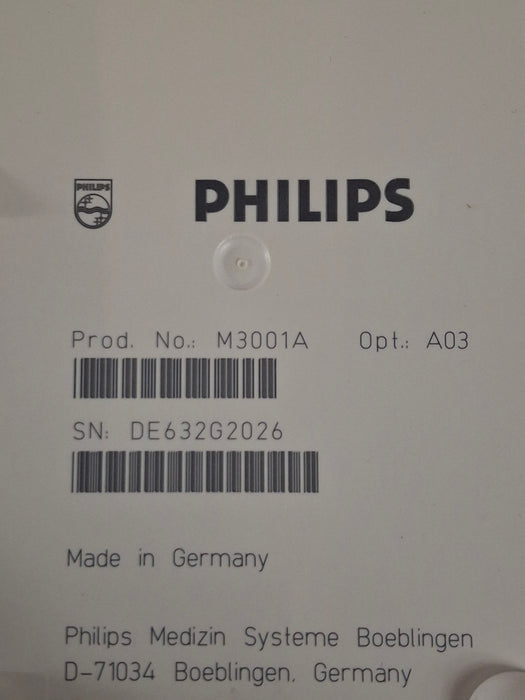 PHILIPS PHILIPS
Prod. No.: M3001A Opt.: A03
SN: DE632G2026
Made in Germany
Philips Medizin Systeme Boeblingen
D-71034 Boeblingen, Germany